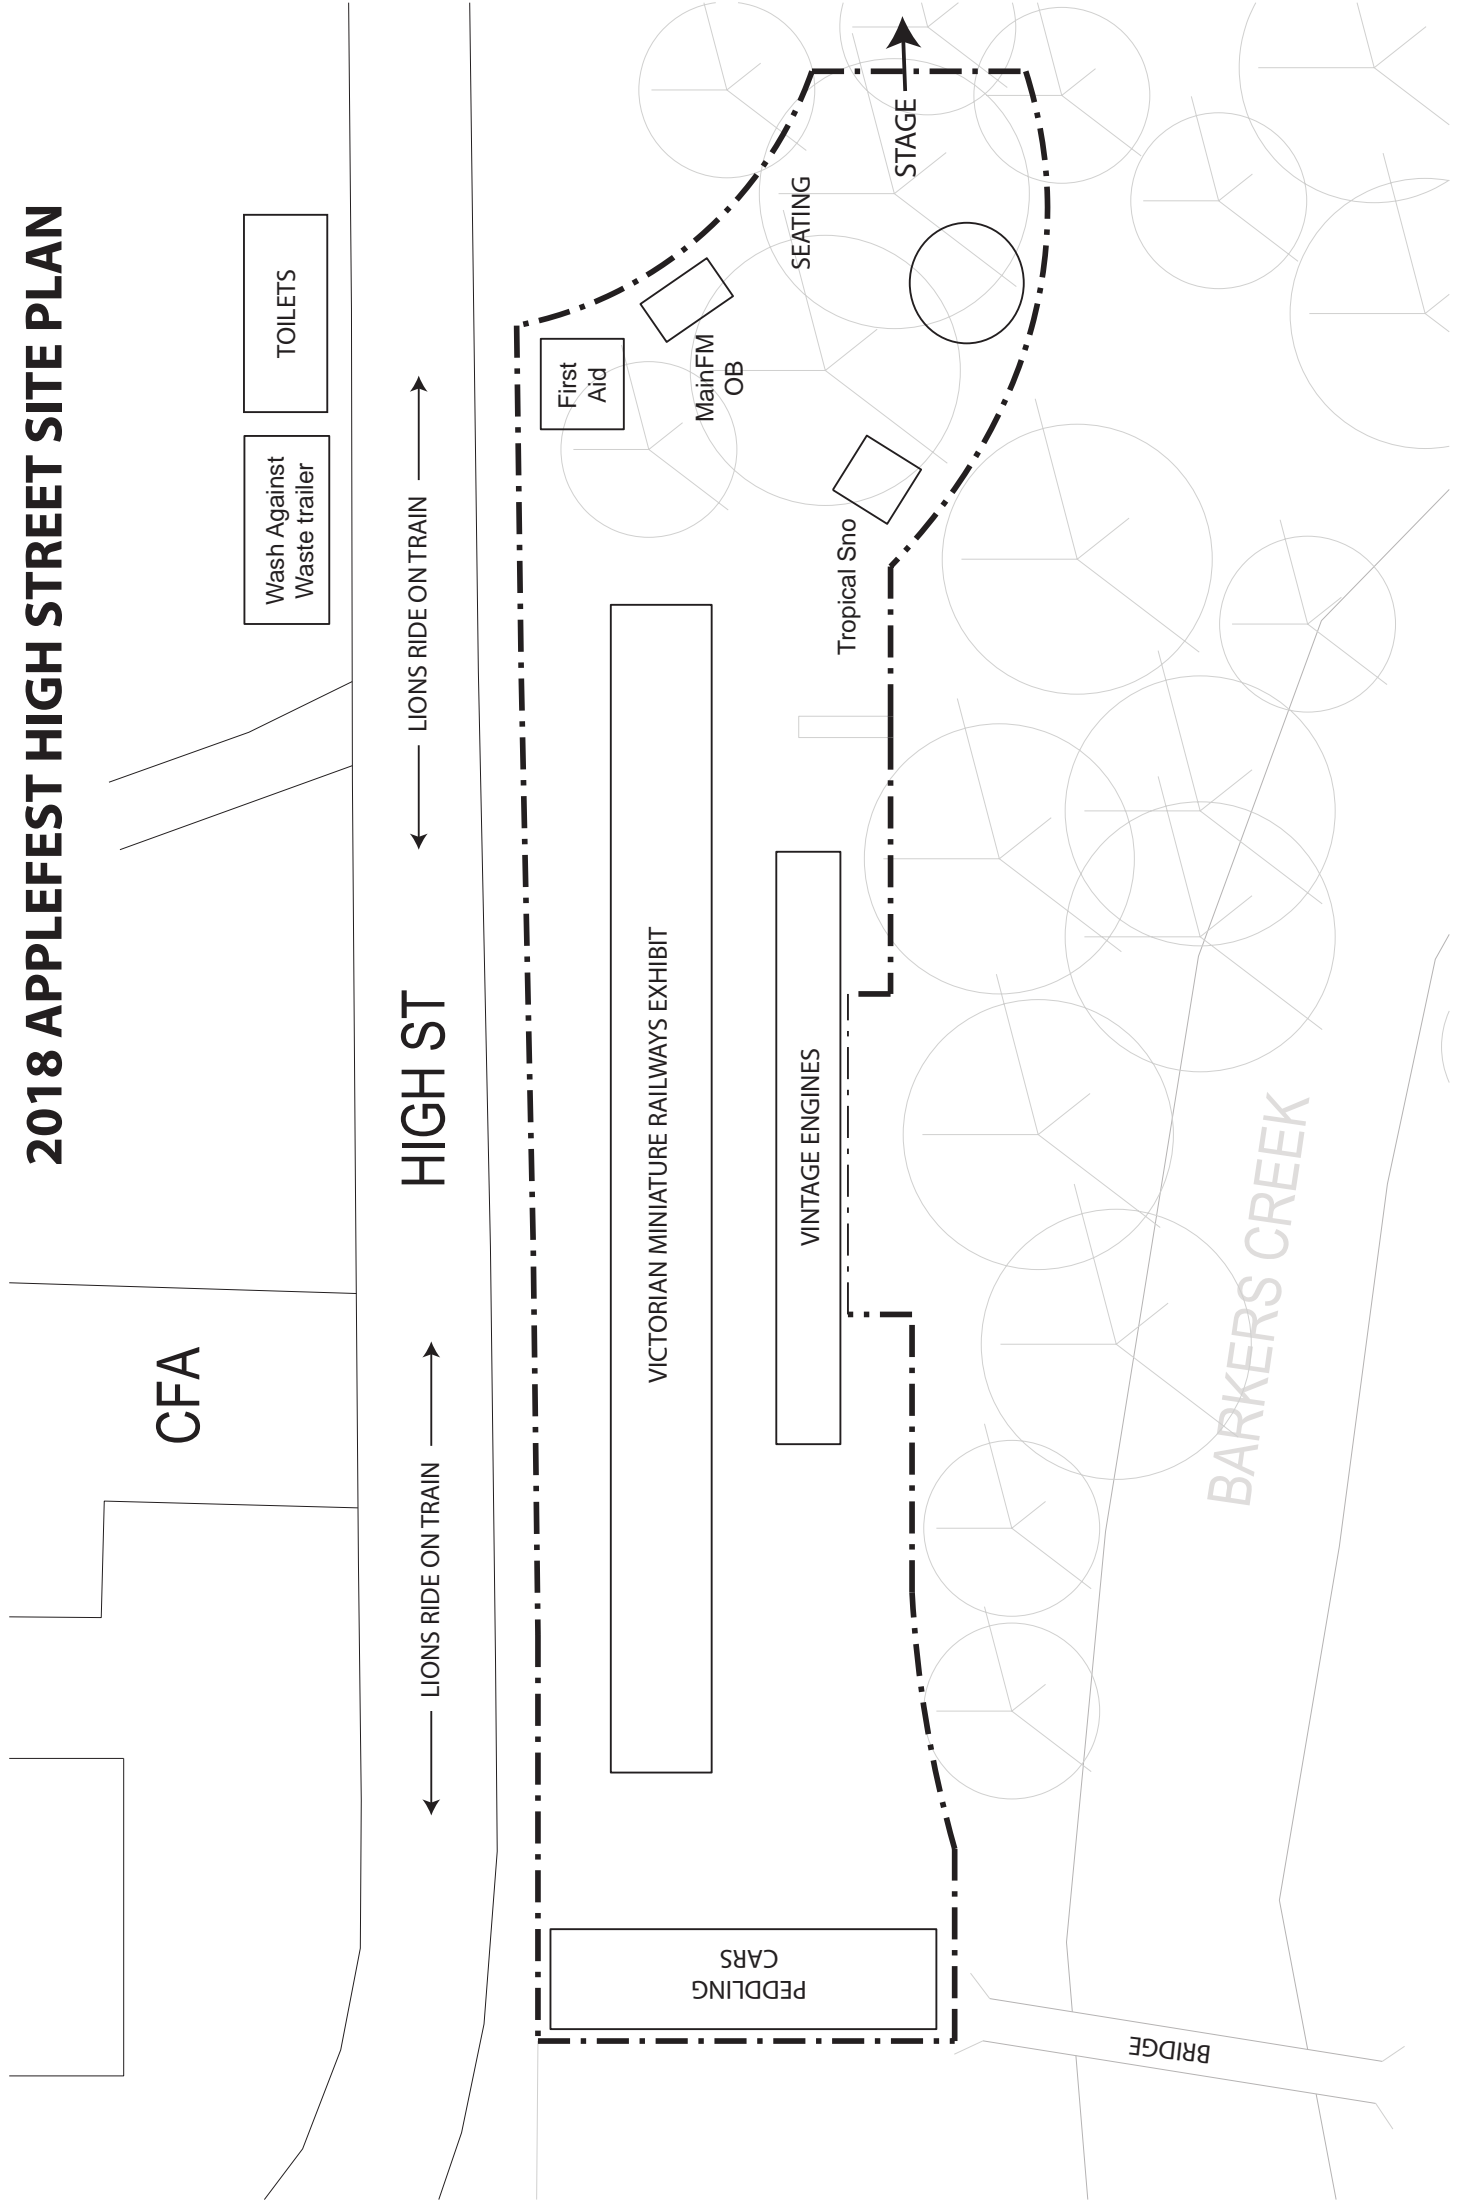 2018 APPLEFEST HIGH STREET SITE PLAN
TOILETS
Wash Against
Waste trailer
CFA
LIONS RIDE ON TRAIN
HIGH ST
LIONS RIDE ON TRAIN
First
Aid
MainFM
OB
SEATING
STAGE
Tropical Sno
VICTORIAN MINIATURE RAILWAYS EXHIBIT
VINTAGE ENGINES
PEDDLING
CARS
BARKERS CREEK
BRIDGE